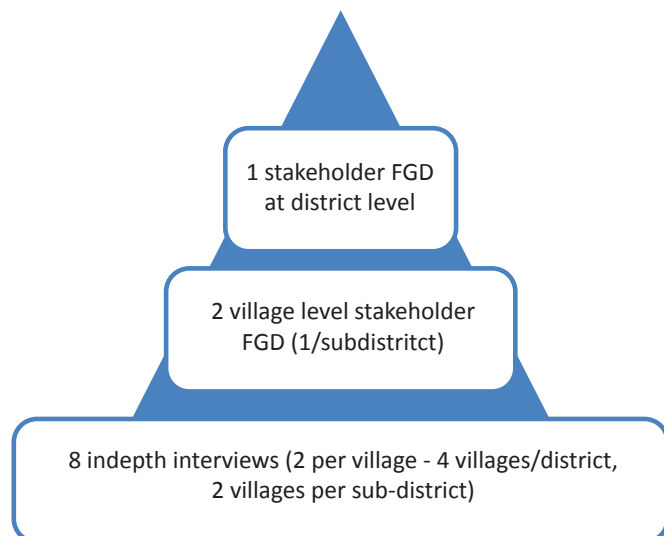 1 stakeholder FGD
at district level
2 village level stakeholder
FGD (1/subdistritct)
8 indepth interviews (2 per village - 4 villages/district,
2 villages per sub-district)